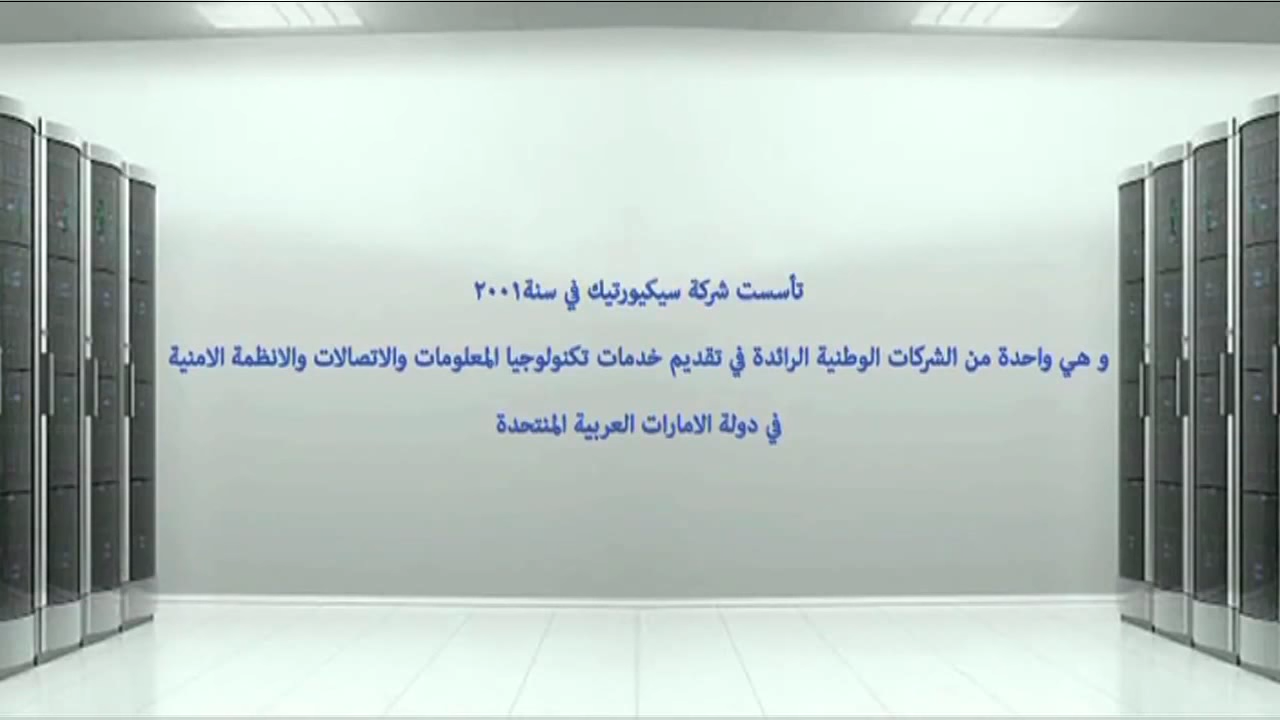 تأسست شركة سيكيورتيك في سنة٢٠٠١
و هي واحدة من الشركات الوطنية الرائدة في تقديم خدمات تكنولوجيا المعلومات والاتصالات والانظمة الامنية
في دولة الامارات العربية المنتحدة